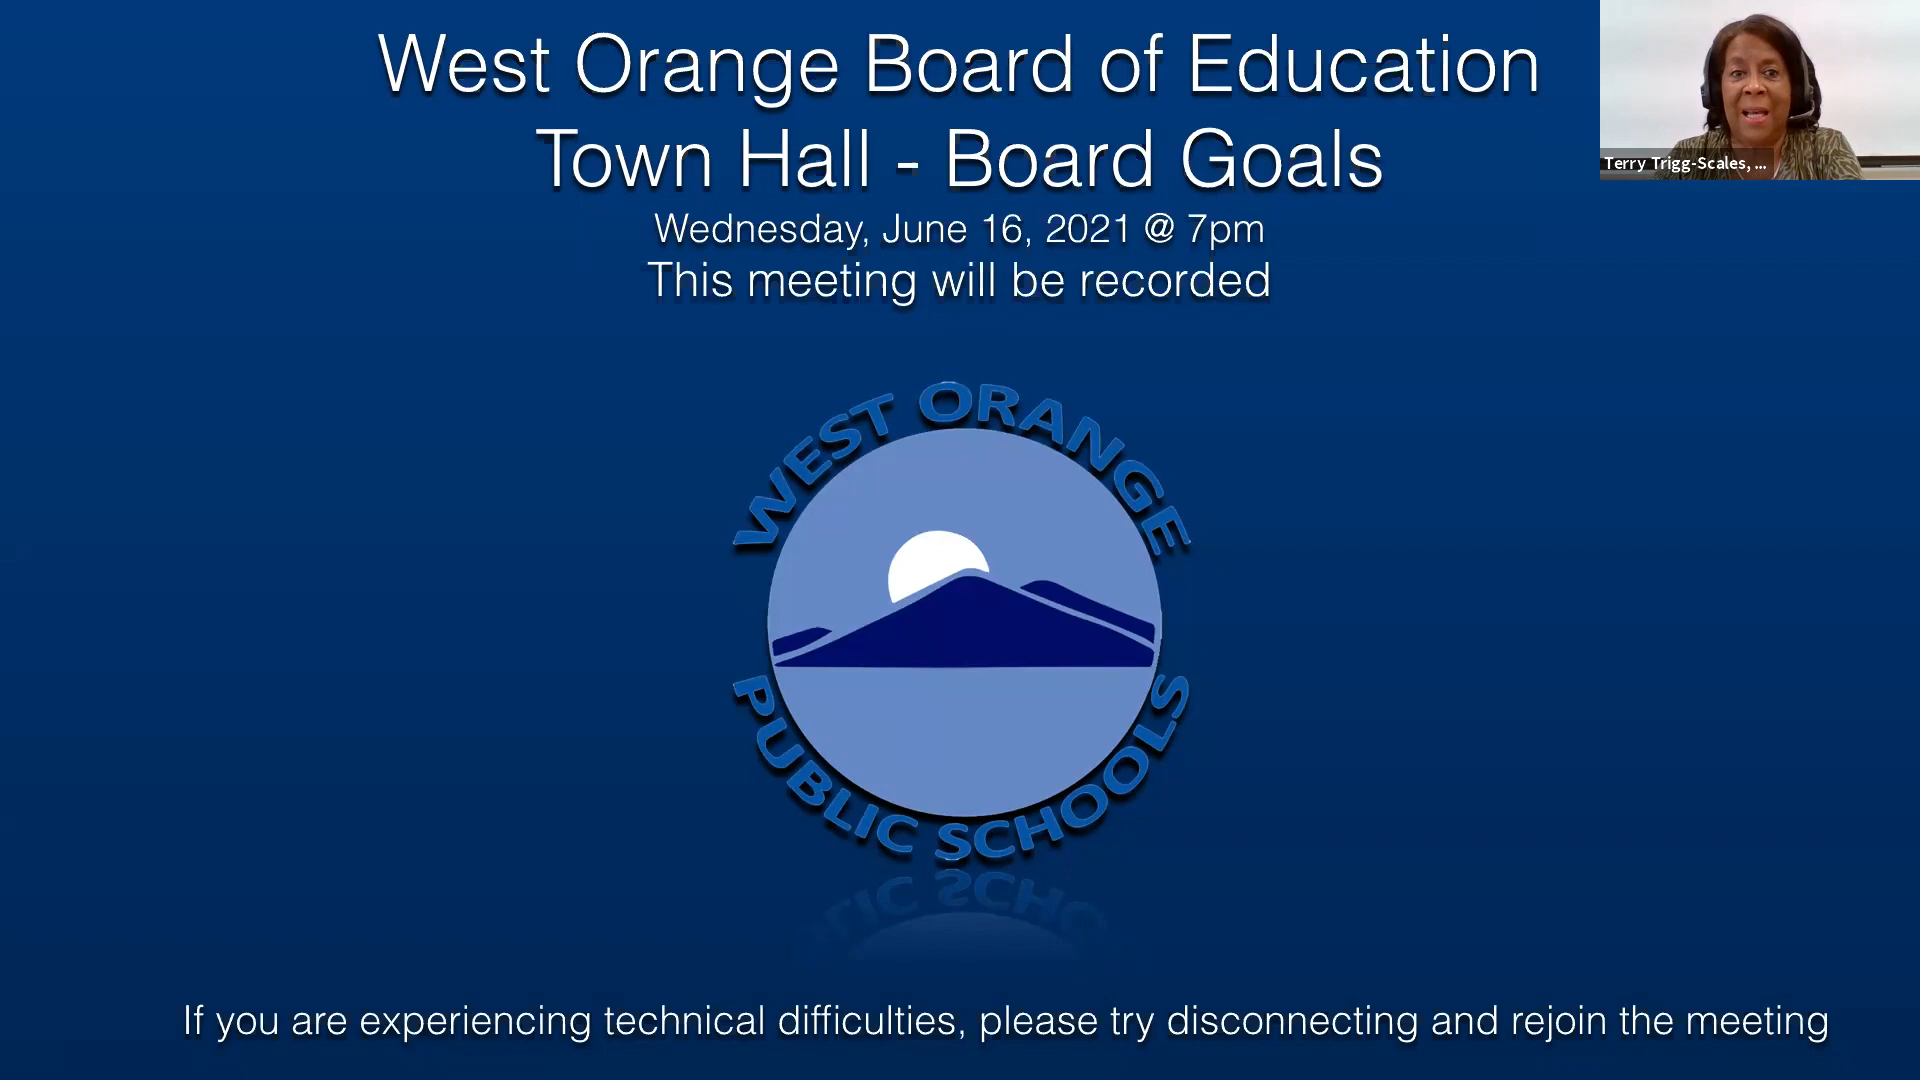 West Orange Board of Education
Town Hall - Board Goals
Wednesday, June 16, 2021 @ 7pm
This meeting will be recorded
Terry Trigg-Scales, ...
WEST ORANGE
PUBLIC SCHOOLS
If you are experiencing technical difficulties, please try disconnecting and rejoin the meeting